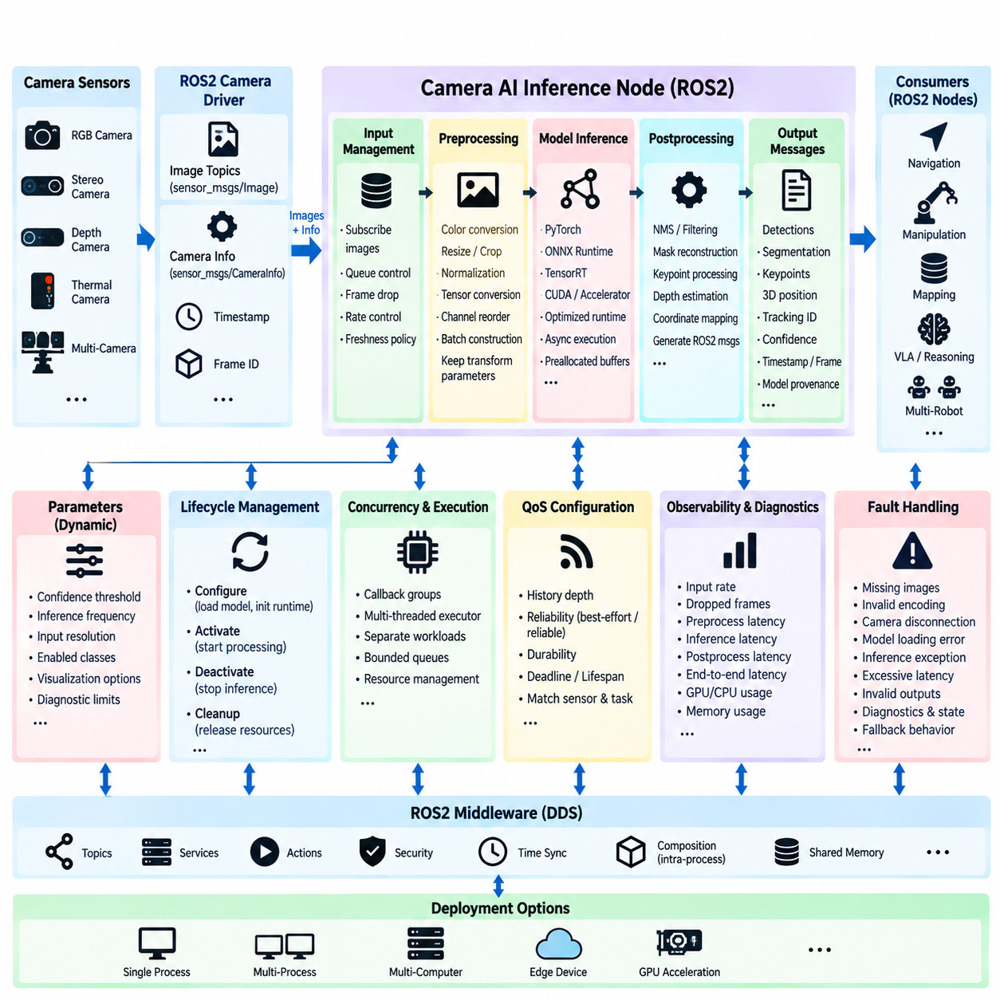 Camera Sensors
RGB Camera
Stereo
Camera
Depth
Camera
Thermal
Camera
Multi-Camera
...
ROS2 Camera
Driver
Image Topics
(sensor_msgs/Image)
Camera Info
(sensor_msgs/CameraInfo)
Timestamp
Frame ID
...
Images
+ Info
Camera AI Inference Node (ROS2)
Input
Management
• Subscribe
images
• Queue control
• Frame drop
• Rate control
• Freshness policy
Preprocessing
Color conversion
Resize / Crop
· Normalization
· Tensor conversion
· Channel reorder
· Batch construction
Keep transform
parameters
Model Inference
· PyTorch
· ONNX Runtime
· TensorRT
· CUDA / Accelerator
· Optimized runtime
· Async execution
· Preallocated buffers
...
Postprocessing
NMS / Filtering
Mask reconstruction
Keypoint processing
Depth estimation
Coordinate mapping
Generate ROS2 msgs
...
Output
Messages
Detections
• Segmentation
• Keypoints
3D position
• Tracking ID
• Confidence
• Timestamp / Frame
• Model provenance
...
Consumers
(ROS2 Nodes)
Navigation
Manipulation
Mapping
VLA / Reasoning
Multi-Robot
...
Parameters
(Dynamic)
• Confidence threshold
• Inference frequency
• Input resolution
• Enabled classes
• Visualization options
• Diagnostic limits
...
Lifecycle Management
• Configure
(load model, init runtime)
• Activate
(start processing)
• Deactivate
(stop inference)
• Cleanup
(release resources)
...
Concurrency & Execution
• Callback groups
• Multi-threaded executor
• Separate workloads
• Bounded queues
• Resource management
...
QoS Configuration
• History depth
• Reliability (best-effort /
reliable)
• Durability
• Deadline / Lifespan
• Match sensor & task
...
Observability & Diagnostics
• Input rate
• Dropped frames
• Preprocess latency
• Inference latency
• Postprocess latency
• End-to-end latency
• GPU/CPU usage
• Memory usage
...
Fault Handling
• Missing images
• Invalid encoding
• Camera disconnection
• Model loading error
• Inference exception
• Excessive latency
• Invalid outputs
• Diagnostics & state
• Fallback behavior
...
ROS2 Middleware (DDS)
Topics
Services
Actions
Security
Time Sync
Composition
(intra-process)
Shared Memory
...
Deployment Options
Single Process
Multi-Process
Multi-Computer
Edge Device
GPU Acceleration
...